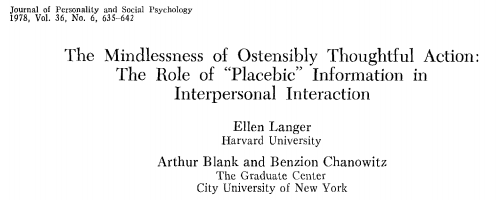 Journal of Personality and Social Psychology
1978, Vol. 36, No. 6, 635-642
The Mindlessness of Ostensibly Thoughtful Action:
The Role of "Placebic" Information in
Interpersonal Interaction
Ellen Langer
Harvard University
Arthur Blank and Benzion Chanowitz
The Graduate Center
City University of New York